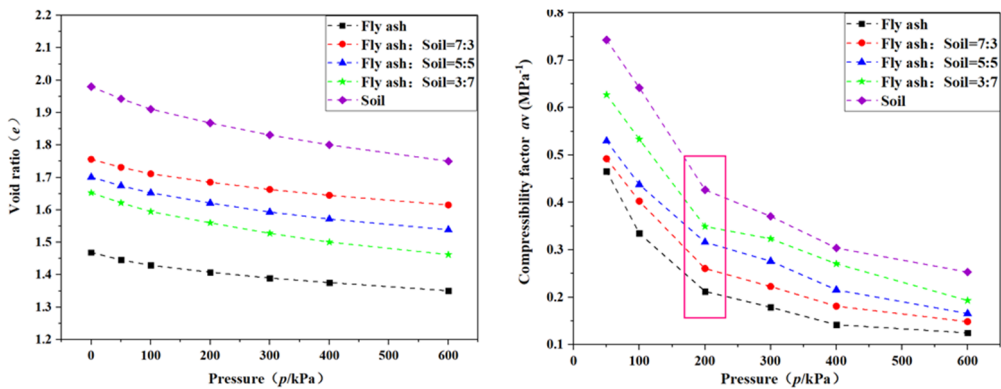 2.2
2.1
2.0
1.9
1.8
1.7
1.6
1.5
1.4
1.3
1.2
Void ratio（e）
0
100
200
300
400
500
600
Pressure（p/kPa）
Fly ash
Fly ash：Soil=7:3
Fly ash：Soil=5:5
Fly ash：Soil=3:7
Soil
0.8
0.7
0.6
0.5
0.4
0.3
0.2
0.1
Compressibility factor av (MPa⁻¹)
0
100
200
300
400
500
600
Pressure（p/kPa）
Fly ash
Fly ash：Soil=7:3
Fly ash：Soil=5:5
Fly ash：Soil=3:7
Soil